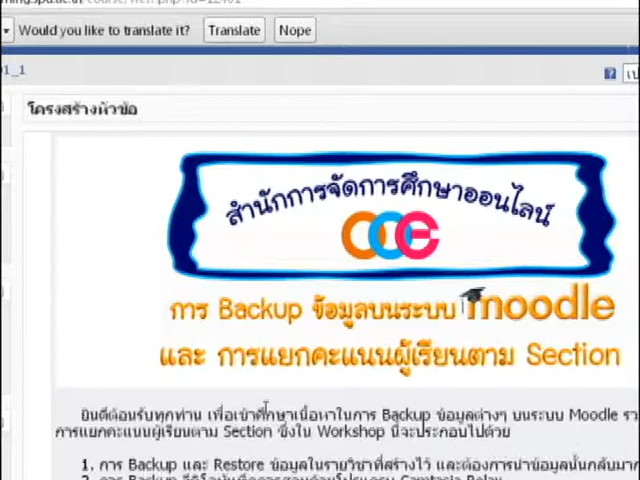 Would you like to translate it? Translate Nope
01_1
โครงสร้างหัวข้อ
สำนักการจัดการศึกษาออนไลน์
ooe
การ Backup ข้อมูลบนระบบ moodle
และ การแยกคะแนนผู้เรียนตาม Section
ยินดีต้อนรับทุกท่าน เพื่อเข้าศึกษาเนื้อหาในการ Backup ข้อมูลต่างๆ บนระบบ Moodle
การแยกคะแนนผู้เรียนตาม Section ซึ่งใน Workshop นี้จะประกอบไปด้วย
1. การ Backup และ Restore ข้อมูลในรายวิชาที่สร้างไว้ และต้องการนำข้อมูลนั้นกลับมา